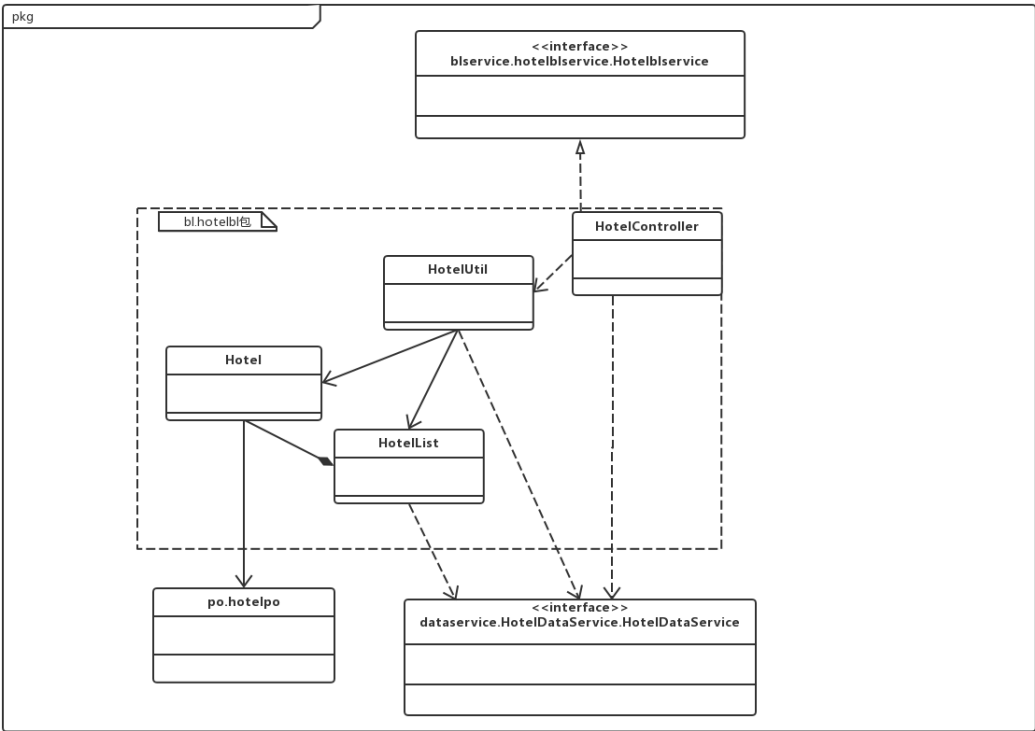 pkg
<<interface>>
blservice.hotelblservice.Hotelblservice
bl.hotelbl包
HotelController
HotelUtil
Hotel
HotelList
po.hotelpo
<<interface>>
dataservice.HotelDataService.HotelDataService